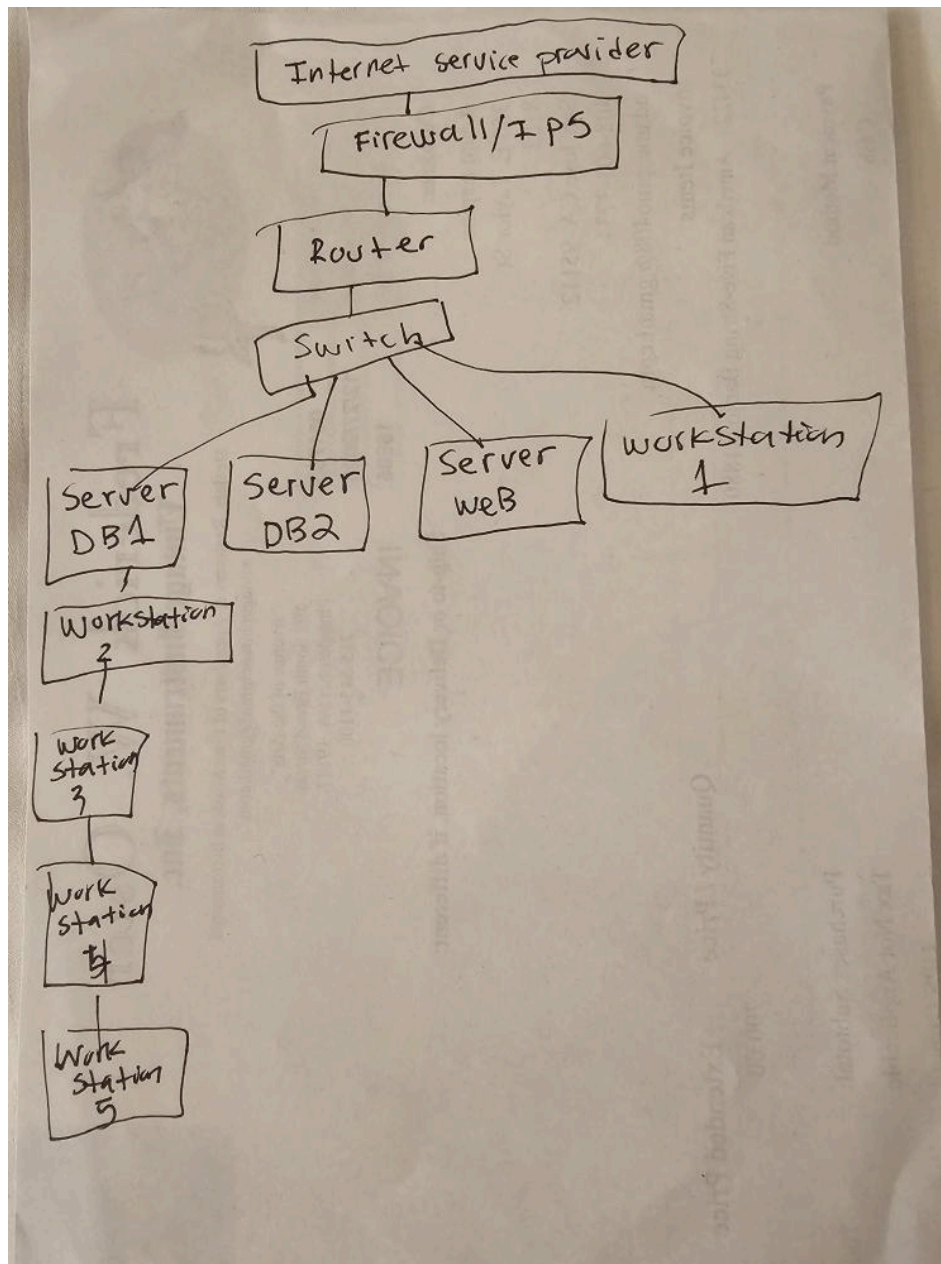 Internet service provider
Firewall/IPS
Router
Switch
Server
DB1
Server
DB2
Server
weB
workstation
1
Workstation
2
work
station
3
work
station
4
Work
station
5